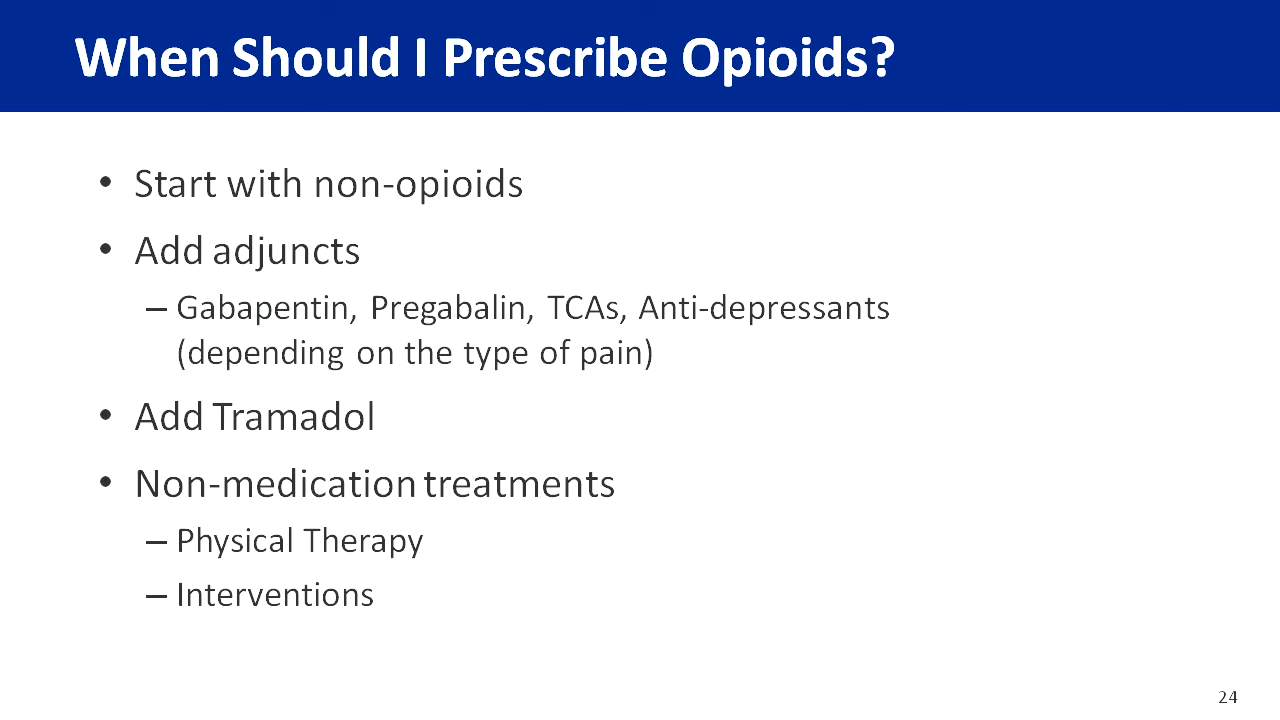 When Should I Prescribe Opioids?
• Start with non-opioids
• Add adjuncts
– Gabapentin, Pregabalin, TCAs, Anti-depressants
(depending on the type of pain)
• Add Tramadol
• Non-medication treatments
– Physical Therapy
– Interventions
24